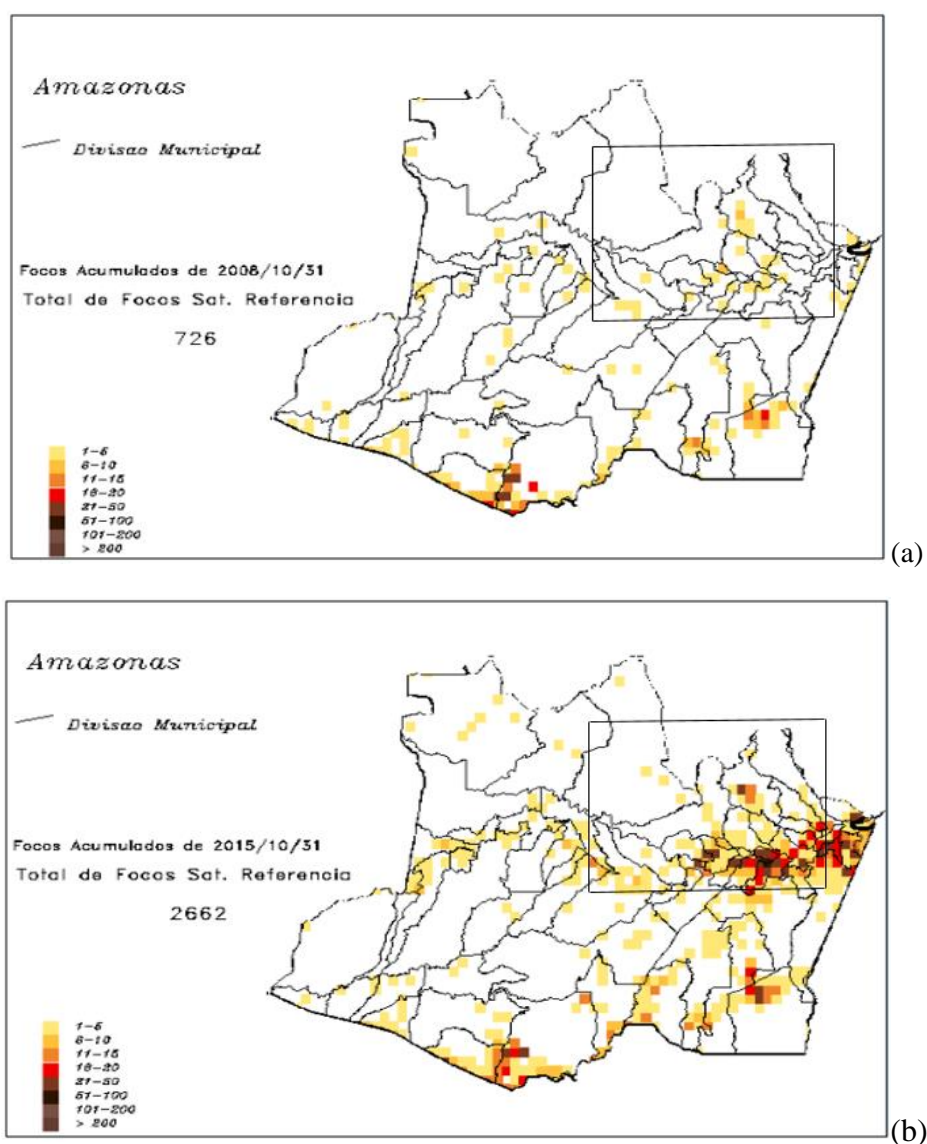 Amazonas
Divisao Municipal
Focos Acumulados de 2008/10/31
Total de Focos Sat. Referencia
726
1-5
6-10
11-15
16-20
21-50
51-100
101-200
> 200
(a)
Amazonas
Divisao Municipal
Focos Acumulados de 2015/10/31
Total de Focos Sat. Referencia
2662
1-5
6-10
11-15
16-20
21-50
51-100
101-200
> 200
(b)